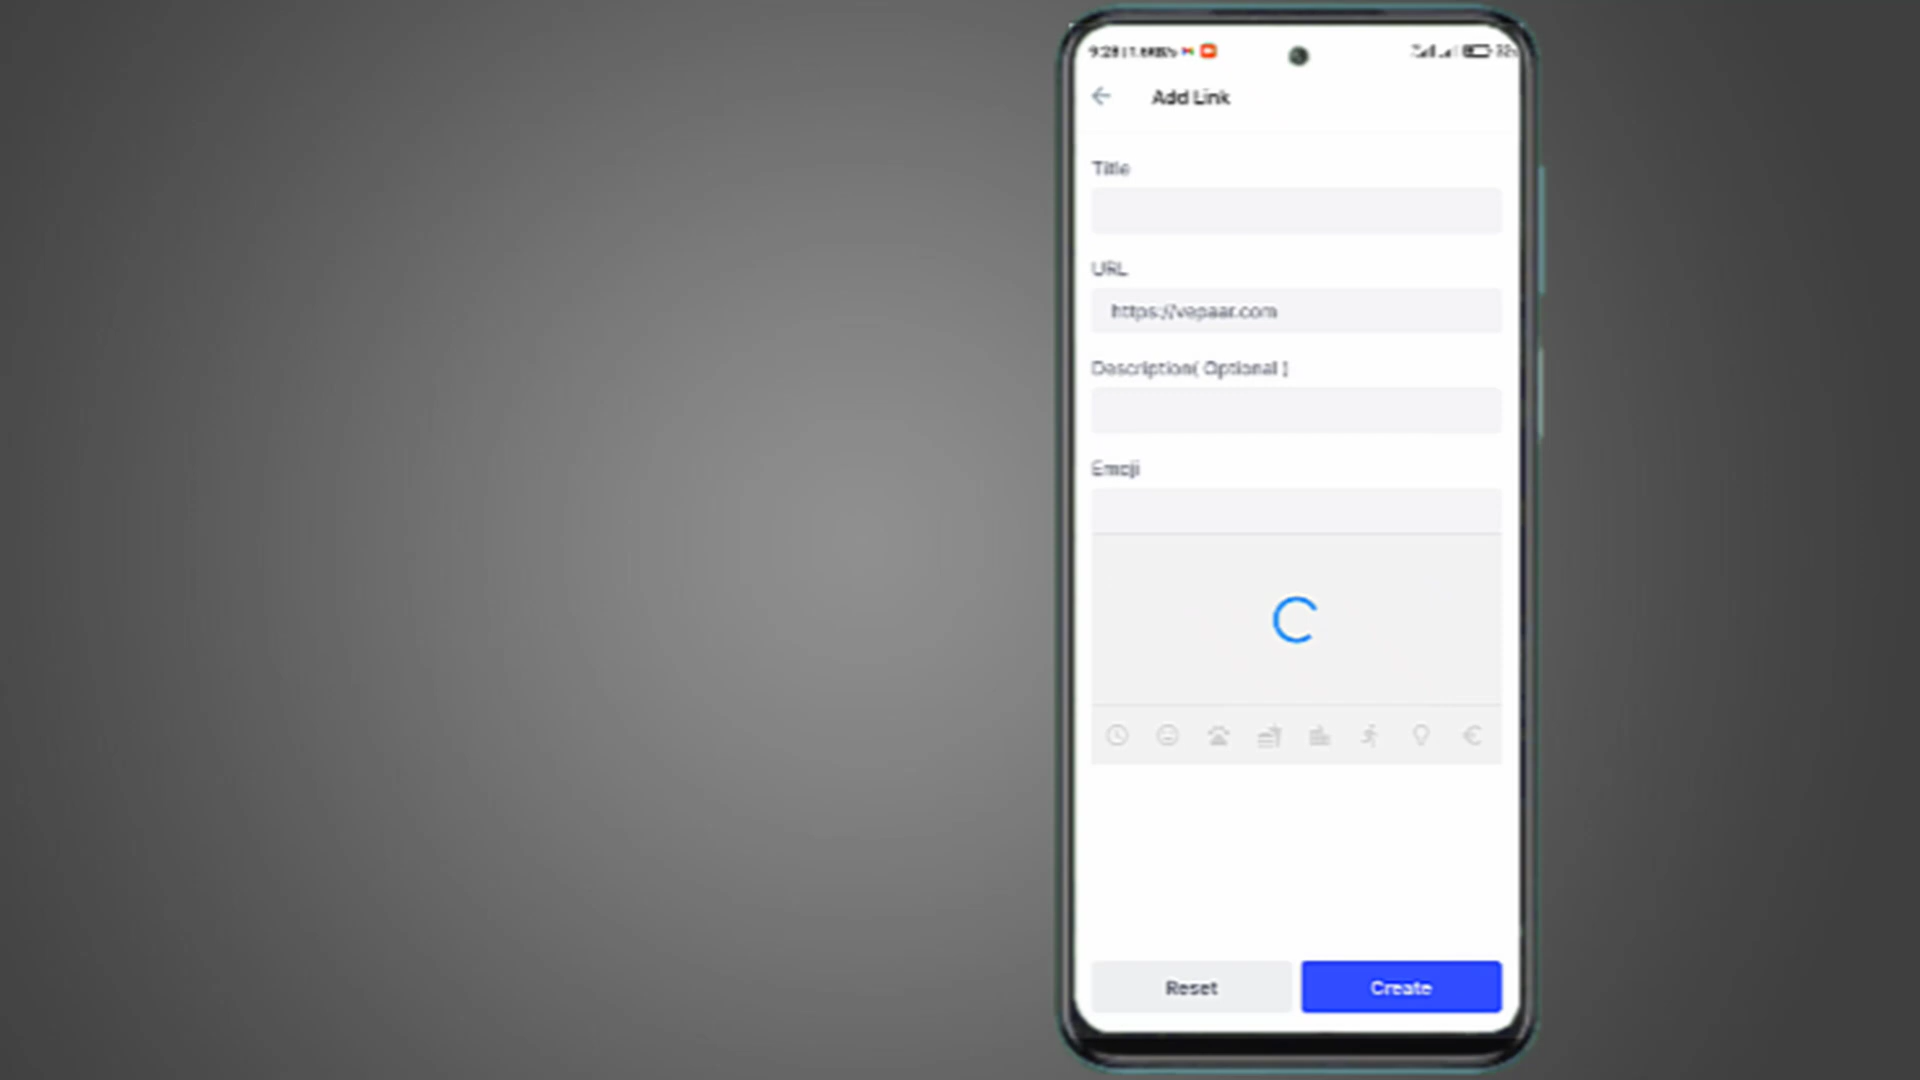 Add Link
Title
URL
https://vepaar.com
Description( Optional )
Emoji
Reset Create